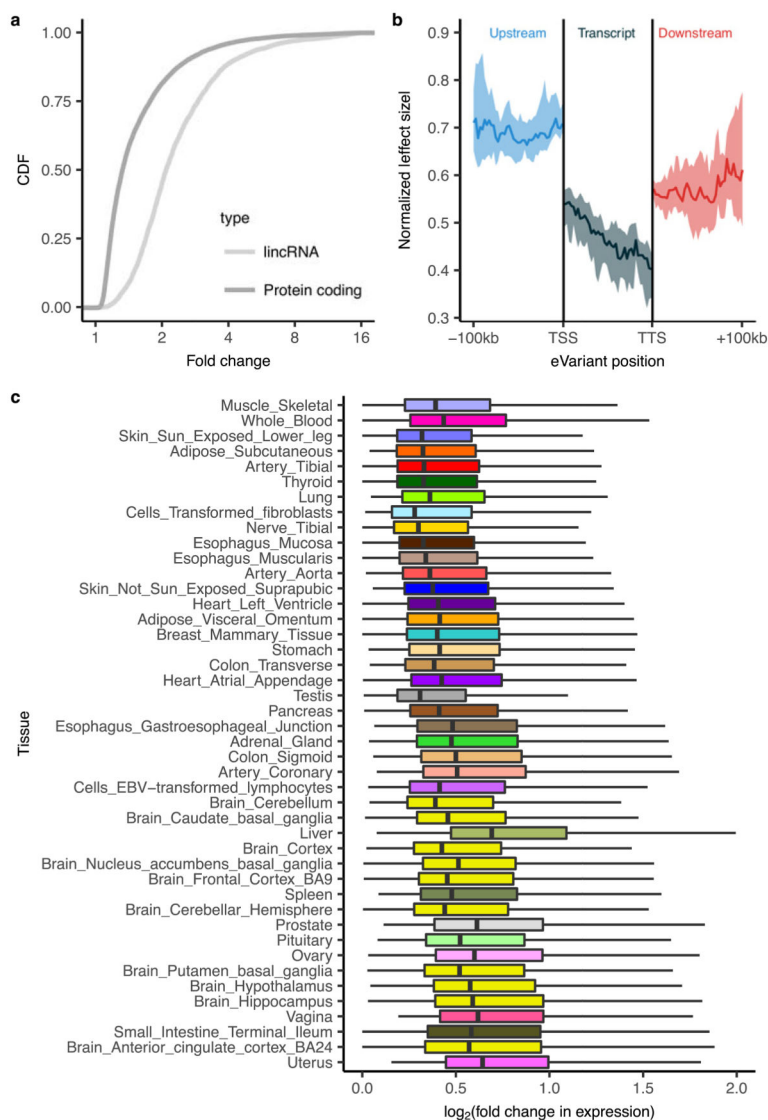 a
1.00
0.75
0.50
0.25
0.00
CDF
type
lincRNA
Protein coding
1 2 4 8 16
Fold change
b
Upstream Transcript Downstream
0.9
0.8
0.7
0.6
0.5
0.4
0.3
Normalized leffect sizel
−100kb TSS TTS +100kb
eVariant position
c
Tissue
Muscle_Skeletal
Whole_Blood
Skin_Sun_Exposed_Lower_leg
Adipose_Subcutaneous
Artery_Tibial
Thyroid
Lung
Cells_Transformed_fibroblasts
Nerve_Tibial
Esophagus_Mucosa
Esophagus_Muscularis
Artery_Aorta
Skin_Not_Sun_Exposed_Suprapubic
Heart_Left_Ventricle
Adipose_Visceral_Omentum
Breast_Mammary_Tissue
Stomach
Colon_Transverse
Heart_Atrial_Appendage
Testis
Pancreas
Esophagus_Gastroesophageal_Junction
Adrenal_Gland
Colon_Sigmoid
Artery_Coronary
Cells_EBV−transformed_lymphocytes
Brain_Cerebellum
Brain_Caudate_basal_ganglia
Liver
Brain_Cortex
Brain_Nucleus_accumbens_basal_ganglia
Brain_Frontal_Cortex_BA9
Spleen
Brain_Cerebellar_Hemisphere
Prostate
Pituitary
Ovary
Brain_Putamen_basal_ganglia
Brain_Hypothalamus
Brain_Hippocampus
Vagina
Small_Intestine_Terminal_Ileum
Brain_Anterior_cingulate_cortex_BA24
Uterus
0.0 0.5 1.0 1.5 2.0
log₂(fold change in expression)